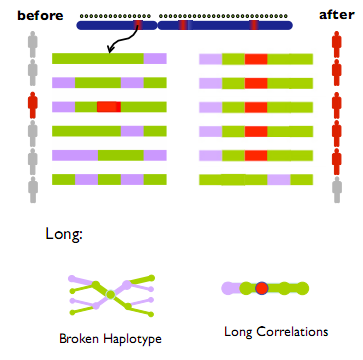 before
after
Long:
Broken Haplotype
Long Correlations